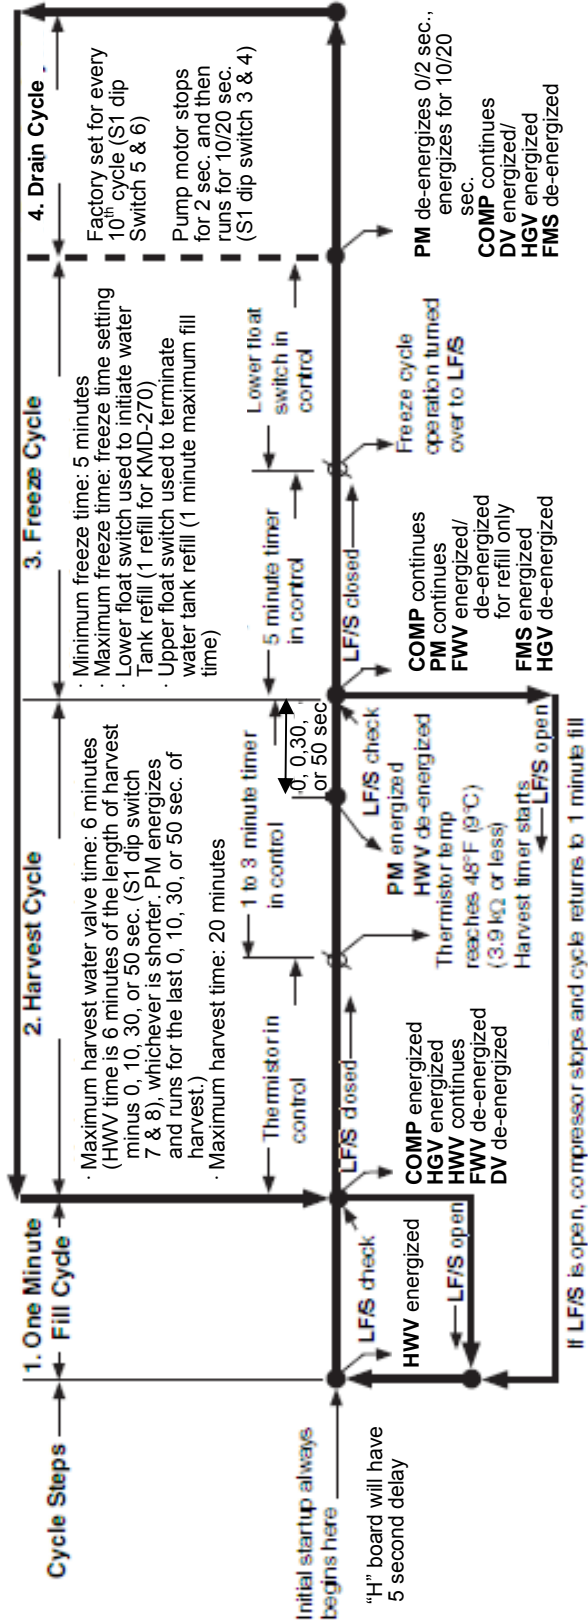 Cycle Steps
1. One Minute
Fill Cycle
2. Harvest Cycle
3. Freeze Cycle
4. Drain Cycle
· Maximum harvest water valve time: 6 minutes
(HWV time is 6 minutes of the length of harvest
minus 0, 10, 30, or 50 sec. (S1 dip switch
7 & 8), whichever is shorter. PM energizes
and runs for the last 0, 10, 30, or 50 sec. of
harvest.)
· Maximum harvest time: 20 minutes
· Minimum freeze time: 5 minutes
· Maximum freeze time: freeze time setting
· Lower float switch used to initiate water
Tank refill (1 refill for KMD-270)
· Upper float switch used to terminate
water tank refill (1 minute maximum fill
time)
Factory set for every
10th cycle (S1 dip
Switch 5 & 6)
Pump motor stops
for 2 sec. and then
runs for 10/20 sec.
(S1 dip switch 3 & 4)
Thermistor in
control
1 to 3 minute timer
in control
0, 0,30,
or 50 sec
5 minute timer
in control
Lower float
switch in
control
Initial startup always
begins here
"H" board will have
5 second delay
LF/S check
HWV energized
LF/S open
LF/S closed
COMP energized
HGV energized
HWV continues
FWV de-energized
DV de-energized
Thermistor temp
reaches 48°F (9°C)
(3.9 kΩ or less)
Harvest timer starts
PM energized
HWV de-energized
LF/S check
LF/S open
LF/S closed
COMP continues
PM continues
FWV energized/
de-energized
for refill only
FMS energized
HGV de-energized
Freeze cycle
operation turned
over to LF/S
PM de-energizes 0/2 sec.,
energizes for 10/20
sec.
COMP continues
DV energized/
HGV energized
FMS de-energized
If LF/S is open, compressor stops and cycle returns to 1 minute fill